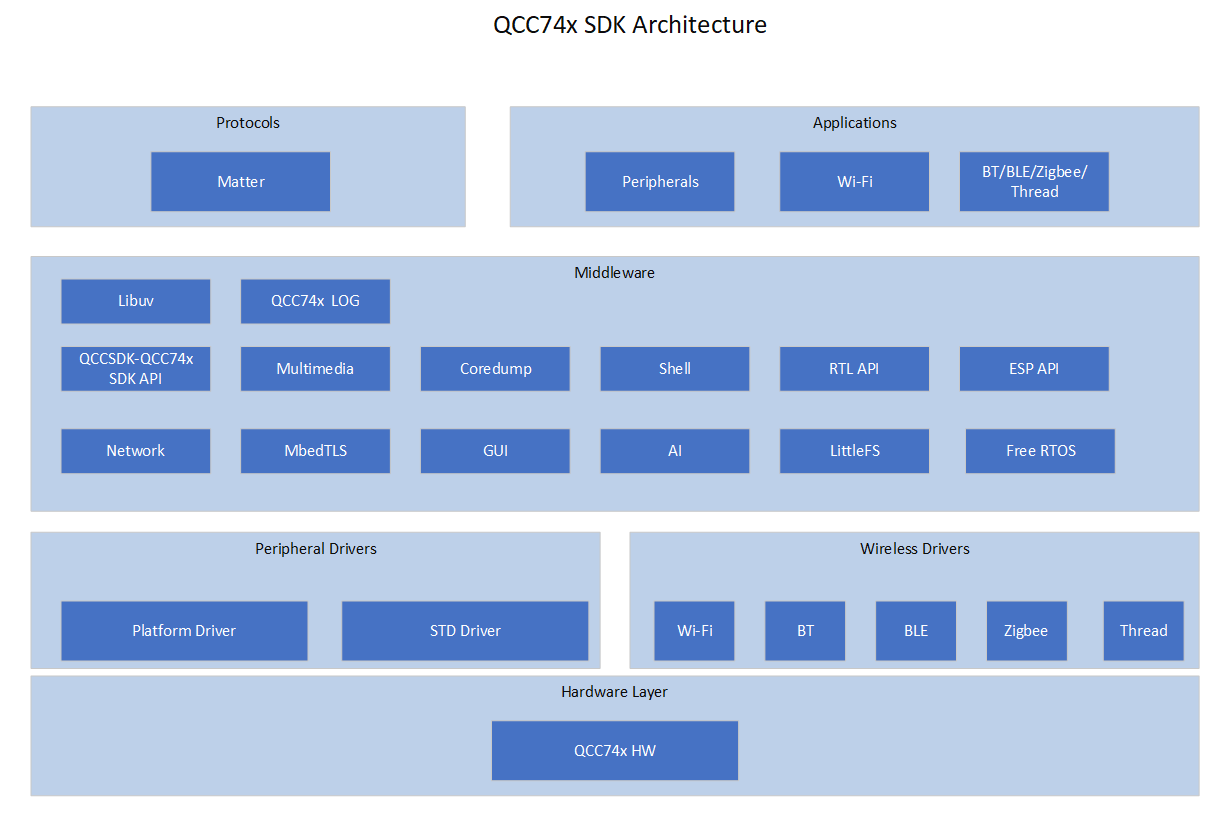 QCC74x SDK Architecture
Protocols
Matter
Applications
Peripherals
Wi-Fi
BT/BLE/Zigbee/
Thread
Middleware
Libuv
QCC74x LOG
QCCSDK-QCC74x
SDK API
Multimedia
Coredump
Shell
RTL API
ESP API
Network
MbedTLS
GUI
AI
LittleFS
Free RTOS
Peripheral Drivers
Platform Driver
STD Driver
Wireless Drivers
Wi-Fi
BT
BLE
Zigbee
Thread
Hardware Layer
QCC74x HW